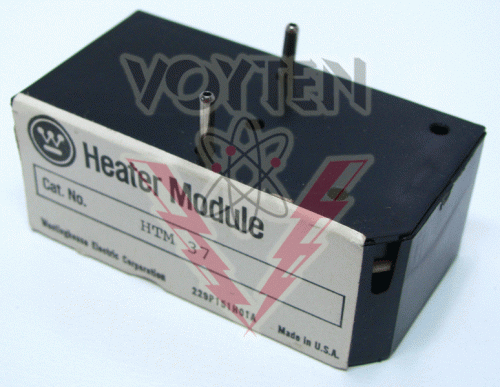 VOYTEN
W
Heater Module
Cat. No.
HTM 37
Westinghouse Electric Corporation
Made in U.S.A.